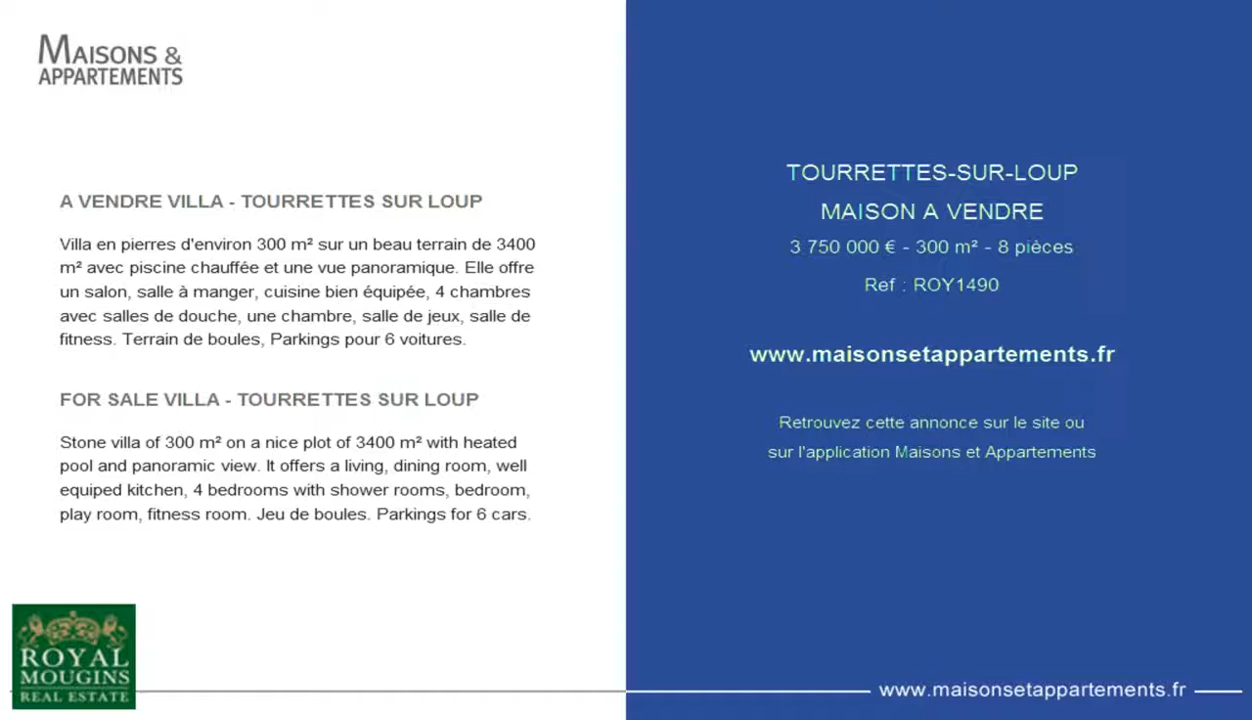 MAISONS &
APPARTEMENTS
A VENDRE VILLA - TOURRETTES SUR LOUP
Villa en pierres d'environ 300 m² sur un beau terrain de 3400
m² avec piscine chauffée et une vue panoramique. Elle offre
un salon, salle à manger, cuisine bien équipée, 4 chambres
avec salles de douche, une chambre, salle de jeux, salle de
fitness. Terrain de boules, Parkings pour 6 voitures.
FOR SALE VILLA - TOURRETTES SUR LOUP
Stone villa of 300 m² on a nice plot of 3400 m² with heated
pool and panoramic view. It offers a living, dining room, well
equiped kitchen, 4 bedrooms with shower rooms, bedroom,
play room, fitness room. Jeu de boules. Parkings for 6 cars.
ROYAL
MOUGINS
REAL ESTATE
TOURRETTES-SUR-LOUP
MAISON A VENDRE
3 750 000 € - 300 m² - 8 pièces
Ref : ROY1490
www.maisonsetappartements.fr
Retrouvez cette annonce sur le site ou
sur l'application Maisons et Appartements
www.maisonsetappartements.fr